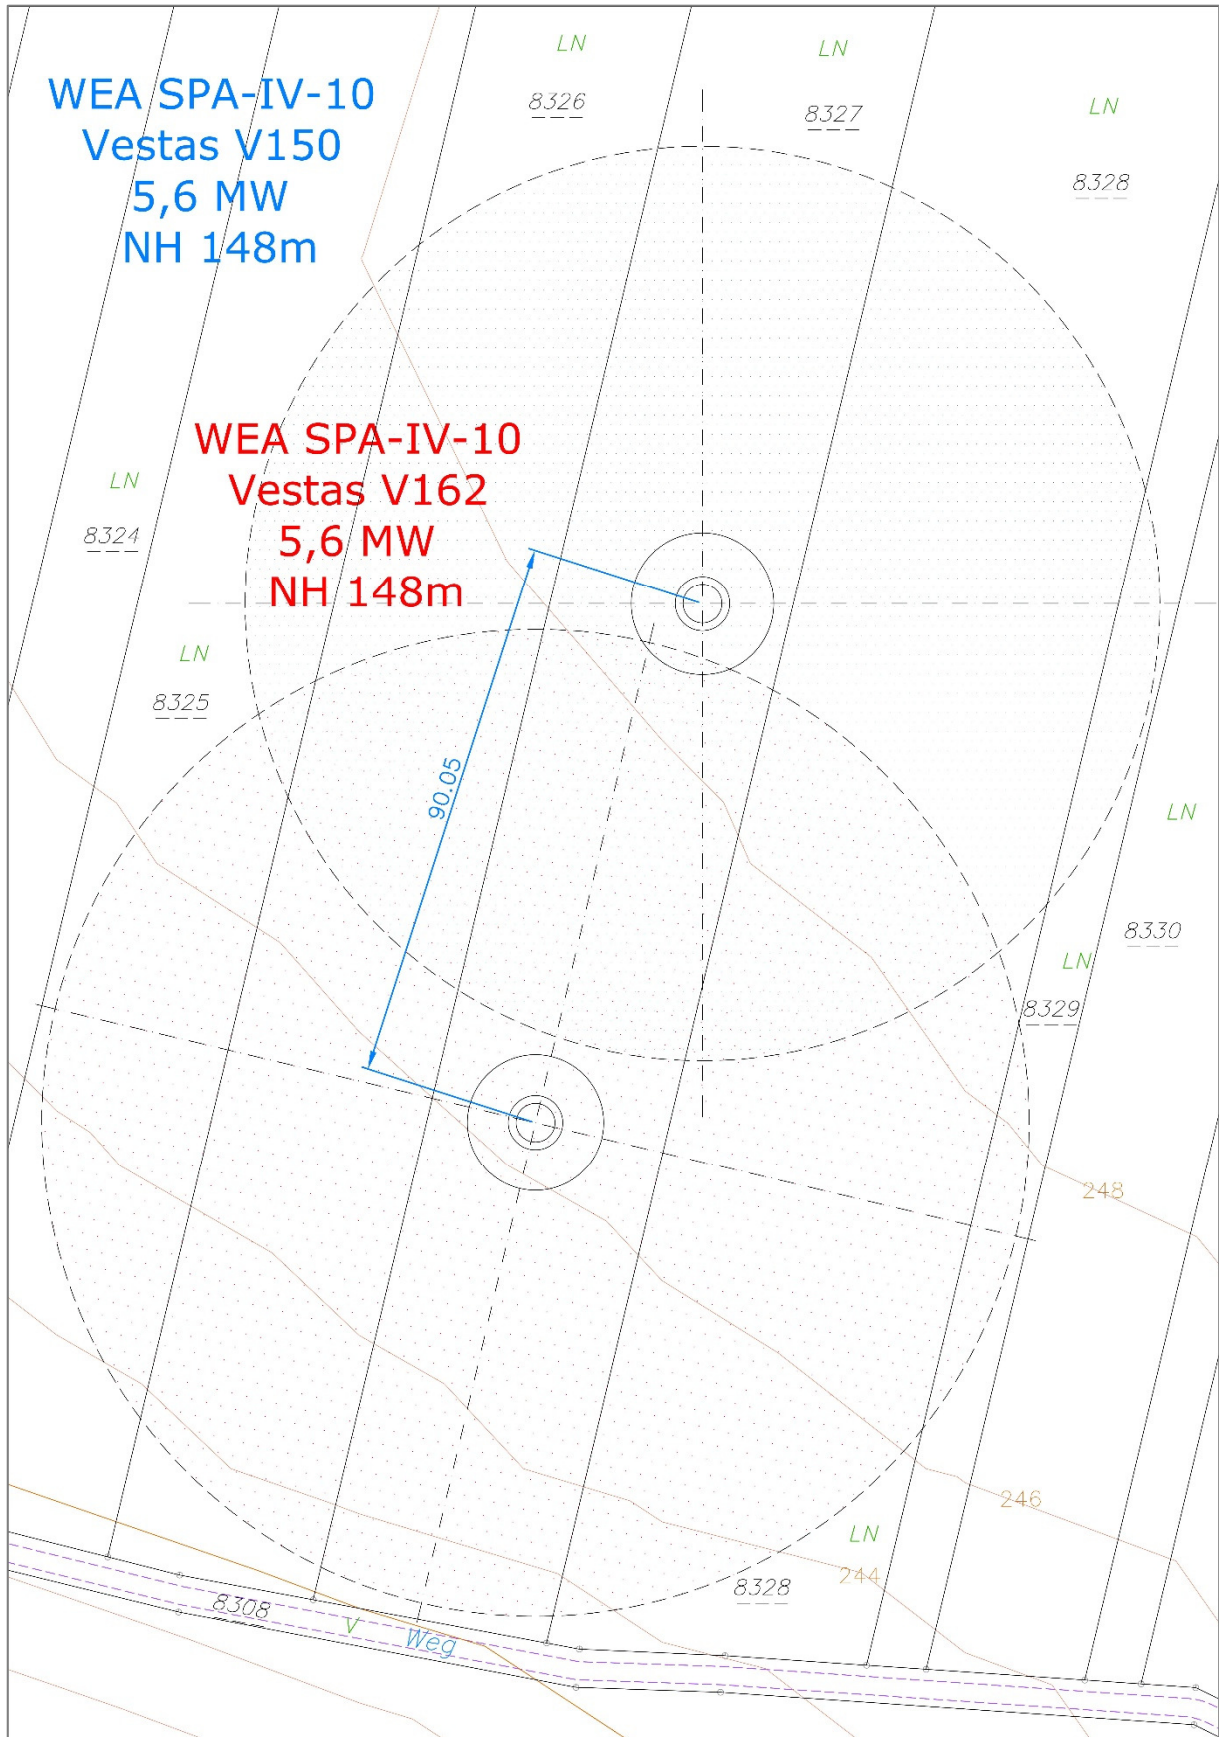 LN
LN
WEA SPA-IV-10
Vestas V150
5,6 MW
NH 148m
8326
8327
LN
8328
WEA SPA-IV-10
Vestas V162
5,6 MW
NH 148m
LN
8324
LN
8325
90.05
LN
8330
LN
8329
248
246
LN
244
8328
8308
V
Weg